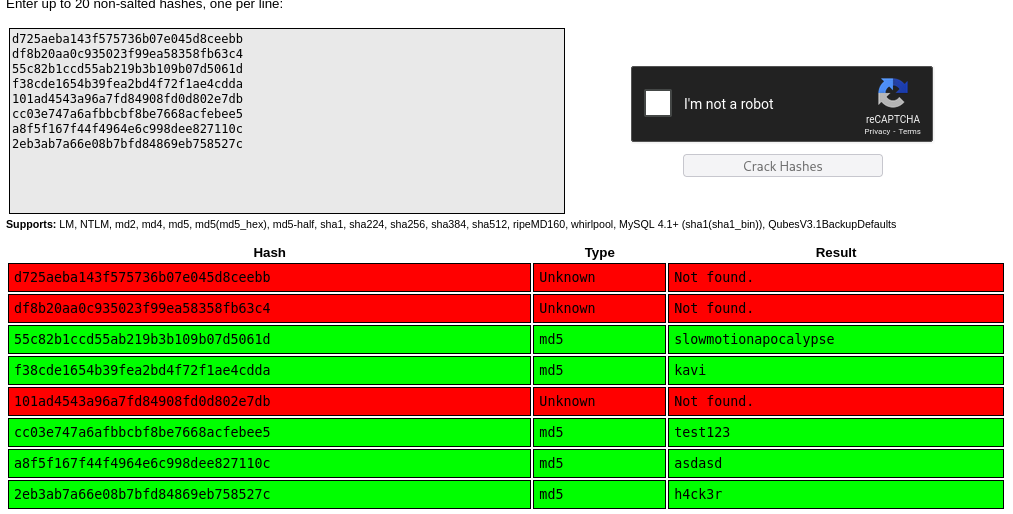 Enter up to 20 non-salted hashes, one per line:
d725aeba143f575736b07e045d8ceebb
df8b20aa0c935023f99ea58358fb63c4
55c82b1ccd55ab219b3b109b07d5061d
f38cde1654b39fea2bd4f72f1ae4cdda
101ad4543a96a7fd84908fd0d802e7db
cc03e747a6afbbcbf8be7668acfebee5
a8f5f167f44f4964e6c998dee827110c
2eb3ab7a66e08b7bfd84869eb758527c
I'm not a robot
reCAPTCHA
Privacy - Terms
Crack Hashes
Supports: LM, NTLM, md2, md4, md5, md5(md5_hex), md5-half, sha1, sha224, sha256, sha384, sha512, ripeMD160, whirlpool, MySQL 4.1+ (sha1(sha1_bin)), QubesV3.1BackupDefaults
Hash Type Result
d725aeba143f575736b07e045d8ceebb Unknown Not found.
df8b20aa0c935023f99ea58358fb63c4 Unknown Not found.
55c82b1ccd55ab219b3b109b07d5061d md5 slowmotionapocalypse
f38cde1654b39fea2bd4f72f1ae4cdda md5 kavi
101ad4543a96a7fd84908fd0d802e7db Unknown Not found.
cc03e747a6afbbcbf8be7668acfebee5 md5 test123
a8f5f167f44f4964e6c998dee827110c md5 asdasd
2eb3ab7a66e08b7bfd84869eb758527c md5 h4ck3r